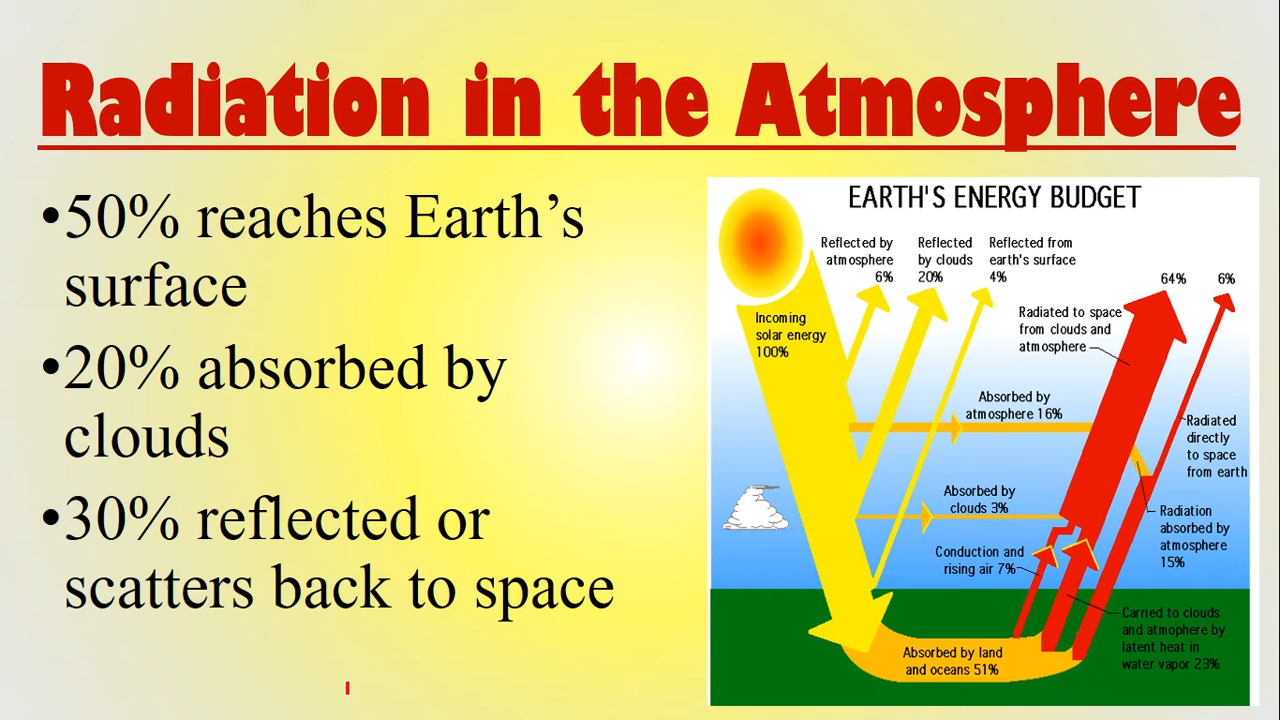 Radiation in the Atmosphere
•50% reaches Earth’s
surface
•20% absorbed by
clouds
•30% reflected or
scatters back to space
EARTH'S ENERGY BUDGET
Reflected by
atmosphere
6%
Reflected
by clouds
20%
Reflected from
earth's surface
4%
64%
6%
Incoming
solar energy
100%
Radiated to space
from clouds and
atmosphere
Absorbed by
atmosphere 16%
Radiated
directly
to space
from earth
Absorbed by
clouds 3%
Radiation
absorbed by
atmosphere
15%
Conduction and
rising air 7%
Carried to clouds
and atmophere by
latent heat in
water vapor 23%
Absorbed by land
and oceans 51%